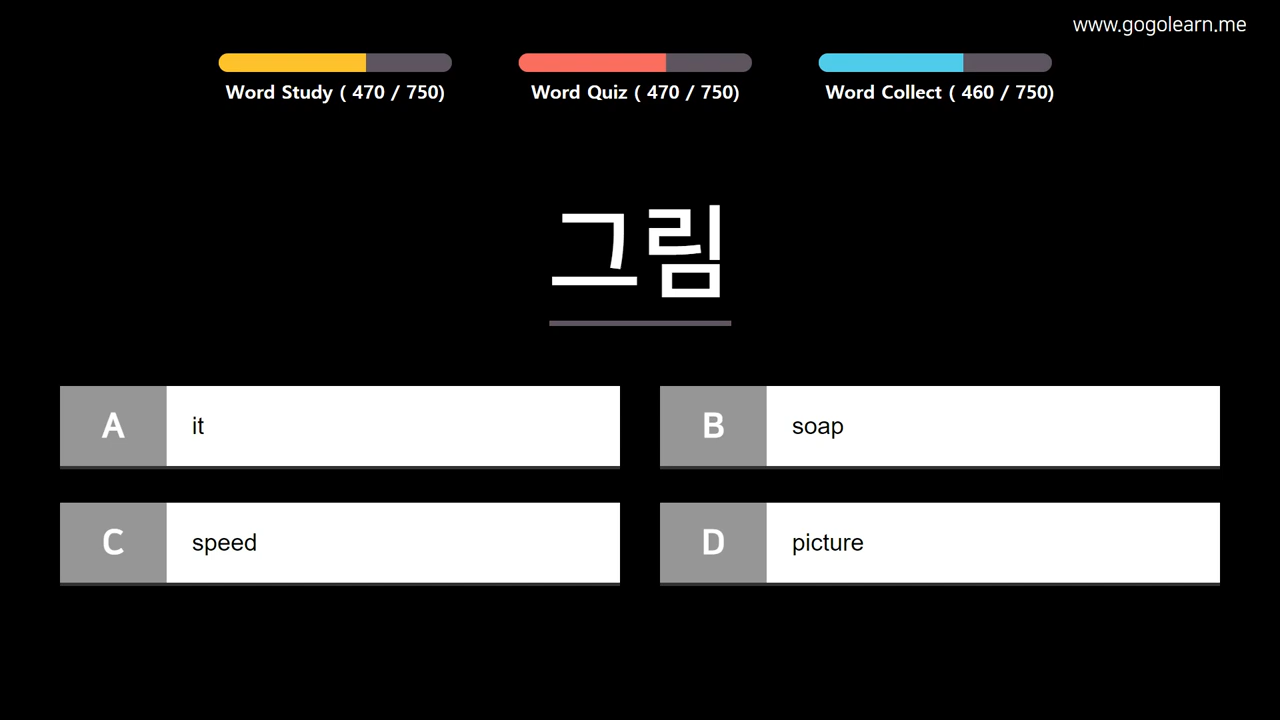 www.gogolearn.me
Word Study ( 470 / 750)
Word Quiz ( 470 / 750)
Word Collect ( 460 / 750)
그림
A it
B soap
C speed
D picture